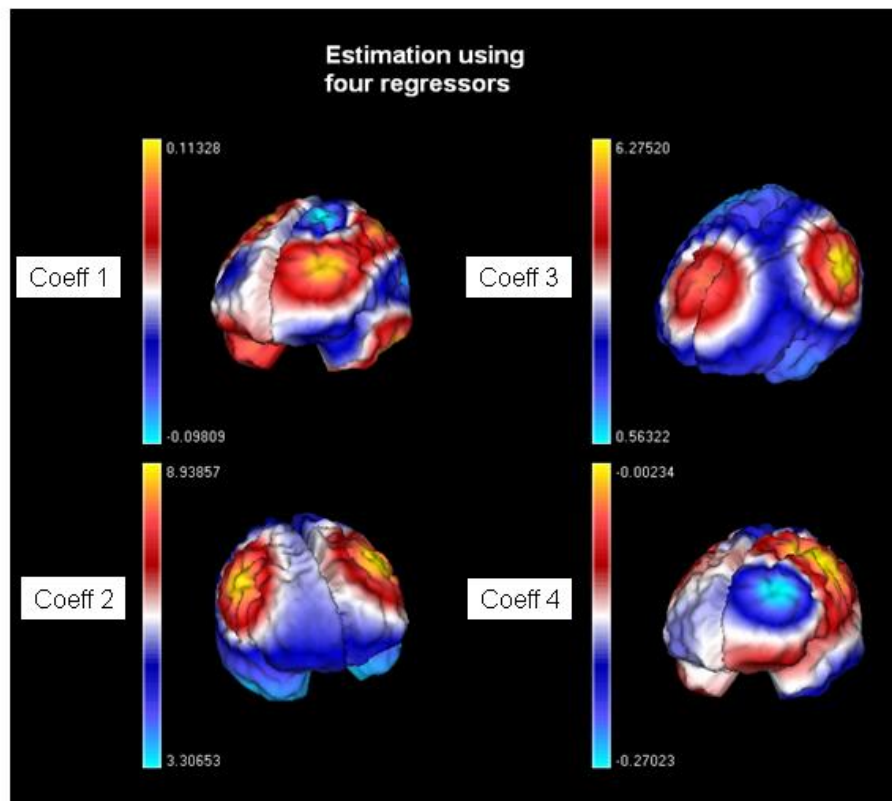 Estimation using
four regressors
0.11328
Coeff 1
-0.09809
6.27520
Coeff 3
0.56322
8.93857
Coeff 2
3.30653
-0.00234
Coeff 4
-0.27023